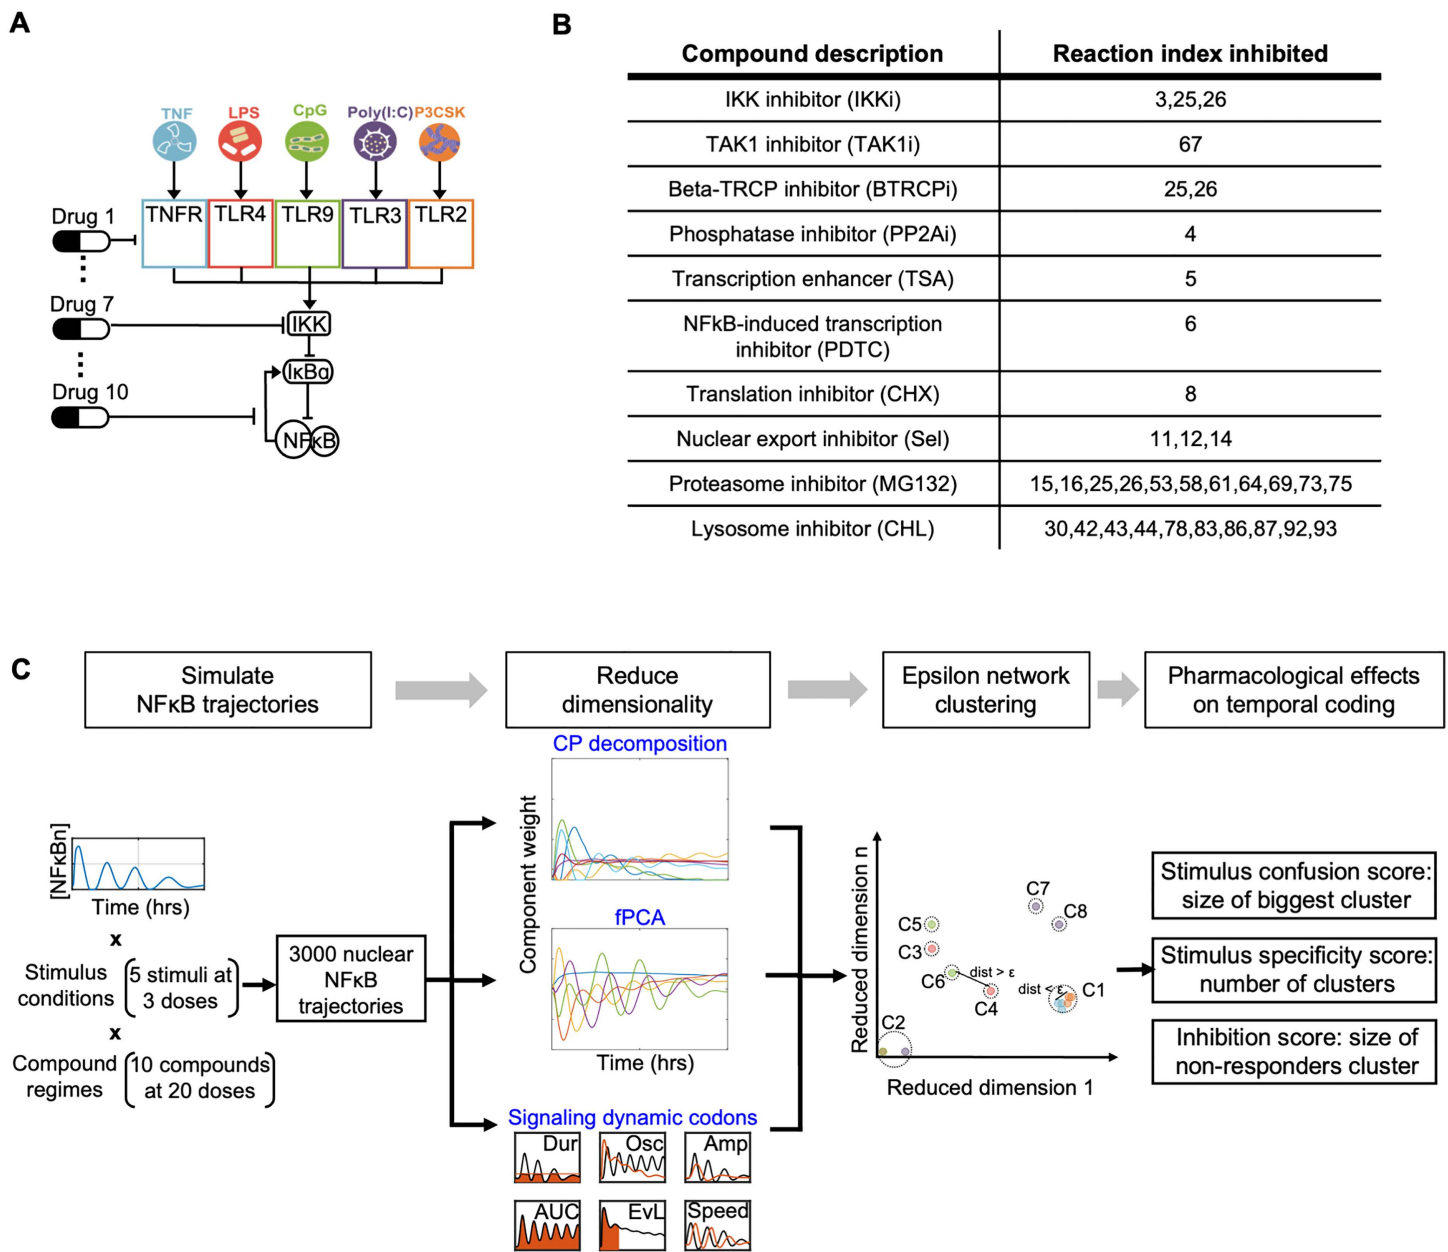 A
TNF
LPS
CpG
Poly(I:C)
P3CSK
TNFR
TLR4
TLR9
TLR3
TLR2
Drug 1
Drug 7
IKK
IκBα
Drug 10
NFκB
B
Compound description
Reaction index inhibited
IKK inhibitor (IKKi)
3,25,26
TAK1 inhibitor (TAK1i)
67
Beta-TRCP inhibitor (BTRCPi)
25,26
Phosphatase inhibitor (PP2Ai)
4
Transcription enhancer (TSA)
5
NFkB-induced transcription
inhibitor (PDTC)
6
Translation inhibitor (CHX)
8
Nuclear export inhibitor (Sel)
11,12,14
Proteasome inhibitor (MG132)
15,16,25,26,53,58,61,64,69,73,75
Lysosome inhibitor (CHL)
30,42,43,44,78,83,86,87,92,93
C
Simulate
NFκB trajectories
Reduce
dimensionality
Epsilon network
clustering
Pharmacological effects
on temporal coding
[NFκBn]
Time (hrs)
x
Stimulus
conditions
5 stimuli at
3 doses
x
Compound
regimes
10 compounds
at 20 doses
3000 nuclear
NFκB
trajectories
CP decomposition
Component weight
fPCA
Time (hrs)
Signaling dynamic codons
Dur
Osc
Amp
AUC
EvL
Speed
Reduced dimension n
C7
C8
C5
C3
C6
dist > ε
dist < ε
C1
C4
C2
Reduced dimension 1
Stimulus confusion score:
size of biggest cluster
Stimulus specificity score:
number of clusters
Inhibition score: size of
non-responders cluster